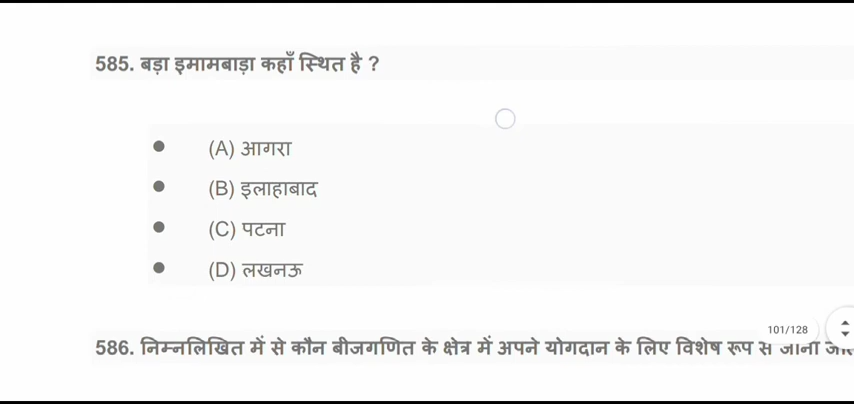 585. बड़ा इमामबाड़ा कहाँ स्थित है ?
(A) आगरा
(B) इलाहाबाद
(C) पटना
(D) लखनऊ
101/128
586. निम्नलिखित में से कौन बीजगणित के क्षेत्र में अपने योगदान के लिए विशेष रूप से जाना